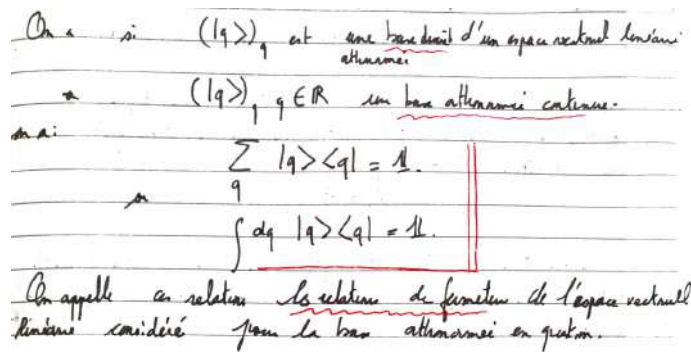 On a si (|q>)_q est une base discrète d'un espace vectoriel linéaire
orthonormée
ou (|q>)_q, q ∈ ℝ une base orthonormée continue.
on a:
∑_q |q><q| = 𝟙.
ou
∫ dq |q><q| = 𝟙.
On appelle ces relations les relations de fermeture de l'espace vectoriel
linéaire considéré pour la base orthonormée en question.